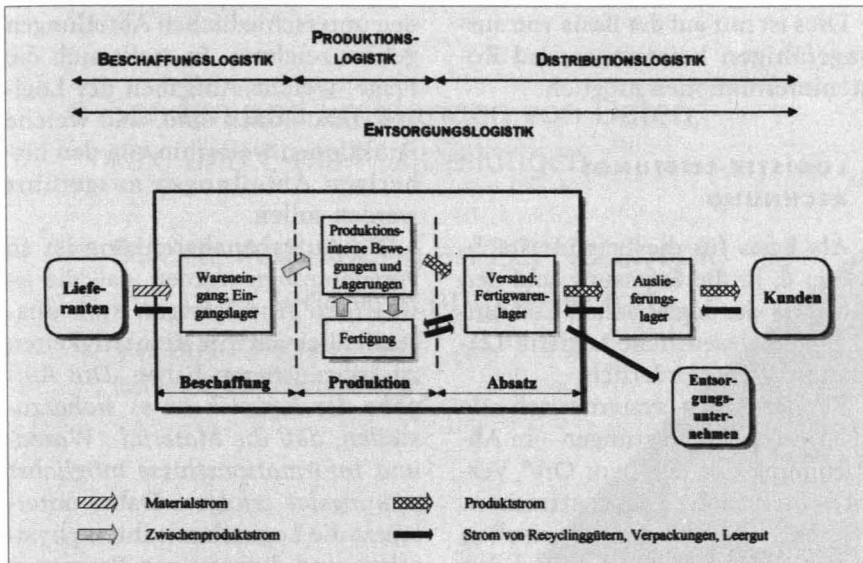 PRODUKTIONS
BESCHAFFUNGSLOGISTIK LOGISTIK DISTRIBUTIONSLOGISTIK
ENTSORGUNGSLOGISTIK
Liefe-
ranten
Warenein-
gang; Ein-
gangslager
Produktions-
interne Bewe-
gungen und
Lagerungen
Fertigung
Versand;
Fertigwaren-
lager
Auslie-
ferungs-
lager
Kunden
Beschaffung Produktion Absatz
Entsor-
gungsunter-
nehmen
Materialstrom
Produktstrom
Zwischenproduktstrom
Strom von Recyclinggütern, Verpackungen, Leergut